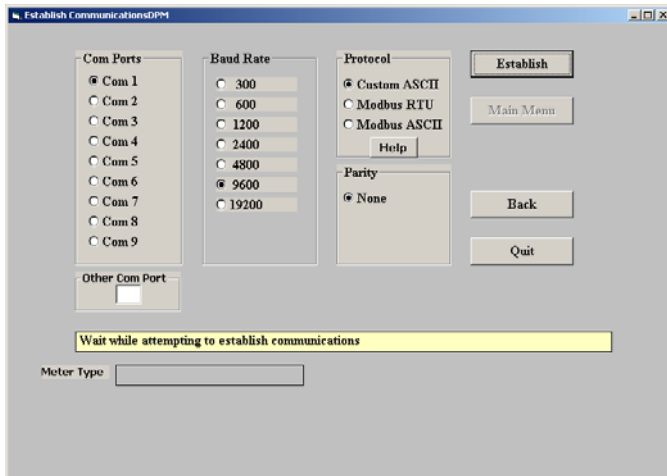 Establish CommunicationsDPM
Com Ports
Com 1
Com 2
Com 3
Com 4
Com 5
Com 6
Com 7
Com 8
Com 9
Other Com Port
Baud Rate
300
600
1200
2400
4800
9600
19200
Protocol
Custom ASCII
Modbus RTU
Modbus ASCII
Help
Parity
None
Establish
Main Menu
Back
Quit
Wait while attempting to establish communications
Meter Type